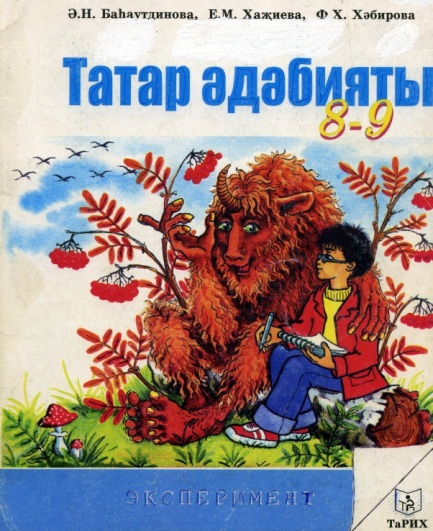 Ә.Н. Баһаутдинова, Е.М. Хаҗиева, Ф Х. Хәбирова
Татар әдәбияты
8-9
ЭКСПЕРИМЕНТ
ТаРИХ